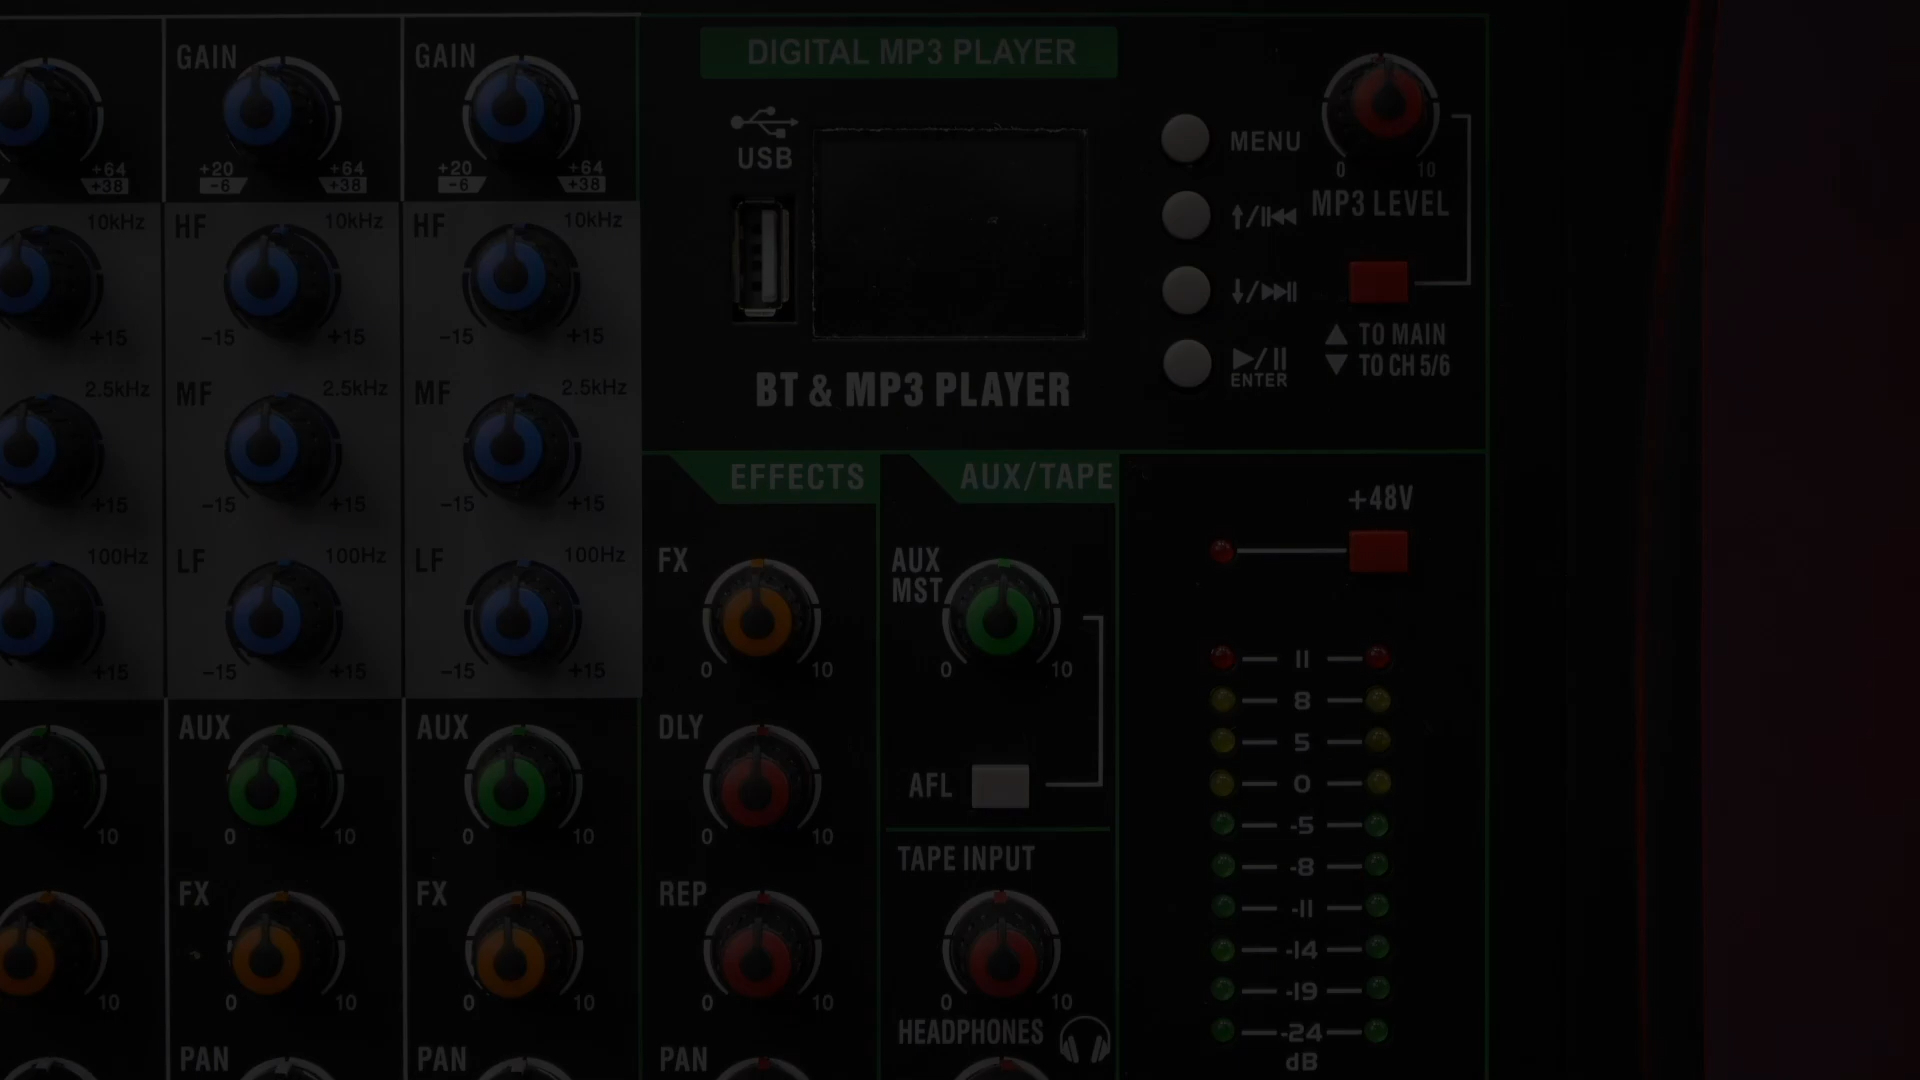 GAIN
GAIN
DIGITAL MP3 PLAYER
USB
MENU
0 10
MP3 LEVEL
+64
+38
+20 +64
-6 +38
+20 +64
-6 +38
↑/⏮
↓/⏭
▶/II
ENTER
▲ TO MAIN
▼ TO CH 5/6
BT & MP3 PLAYER
10kHz
HF 10kHz
HF 10kHz
+15
-15 +15
-15 +15
2.5kHz
MF 2.5kHz
MF 2.5kHz
+15
-15 +15
-15 +15
100Hz
LF 100Hz
LF 100Hz
+15
-15 +15
-15 +15
EFFECTS
AUX/TAPE
+48V
FX
0 10
AUX
MST
0 10
AUX
AUX
10
0 10
0 10
DLY
0 10
AFL
TAPE INPUT
0 10
FX
FX
10
0 10
0 10
REP
0 10
HEADPHONES
PAN
PAN
PAN
11
8
5
0
-5
-8
-11
-14
-19
-24
dB